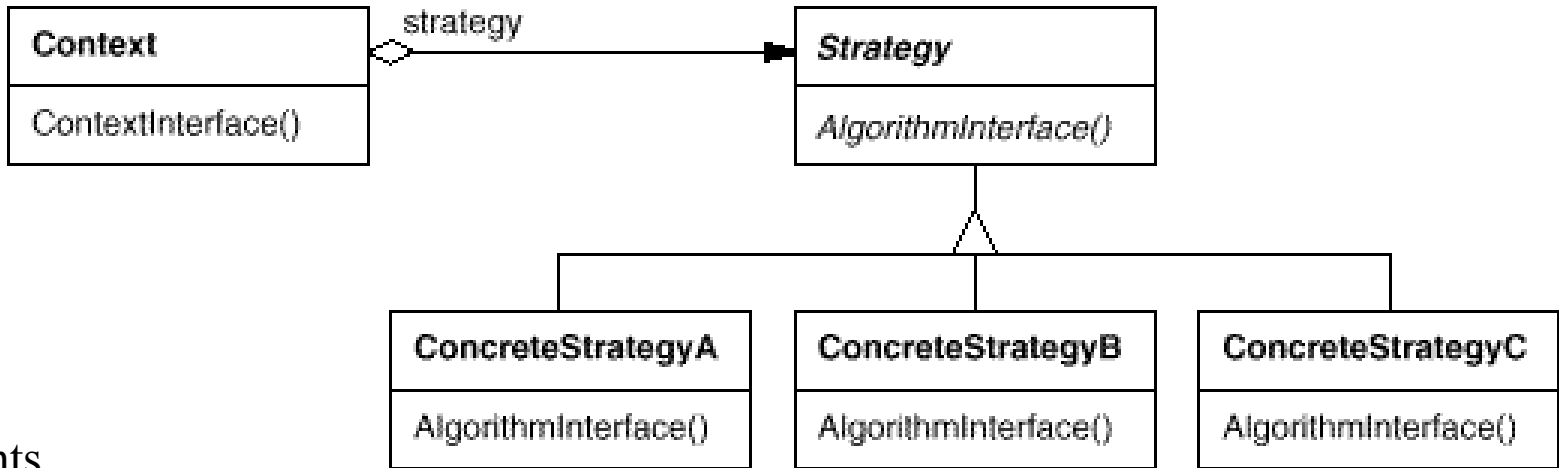 strategy
Context
Strategy
ContextInterface()
AlgorithmInterface()
ConcreteStrategyA
ConcreteStrategyB
ConcreteStrategyC
AlgorithmInterface()
AlgorithmInterface()
AlgorithmInterface()